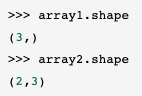 >>> array1.shape
(3,)
>>> array2.shape
(2,3)